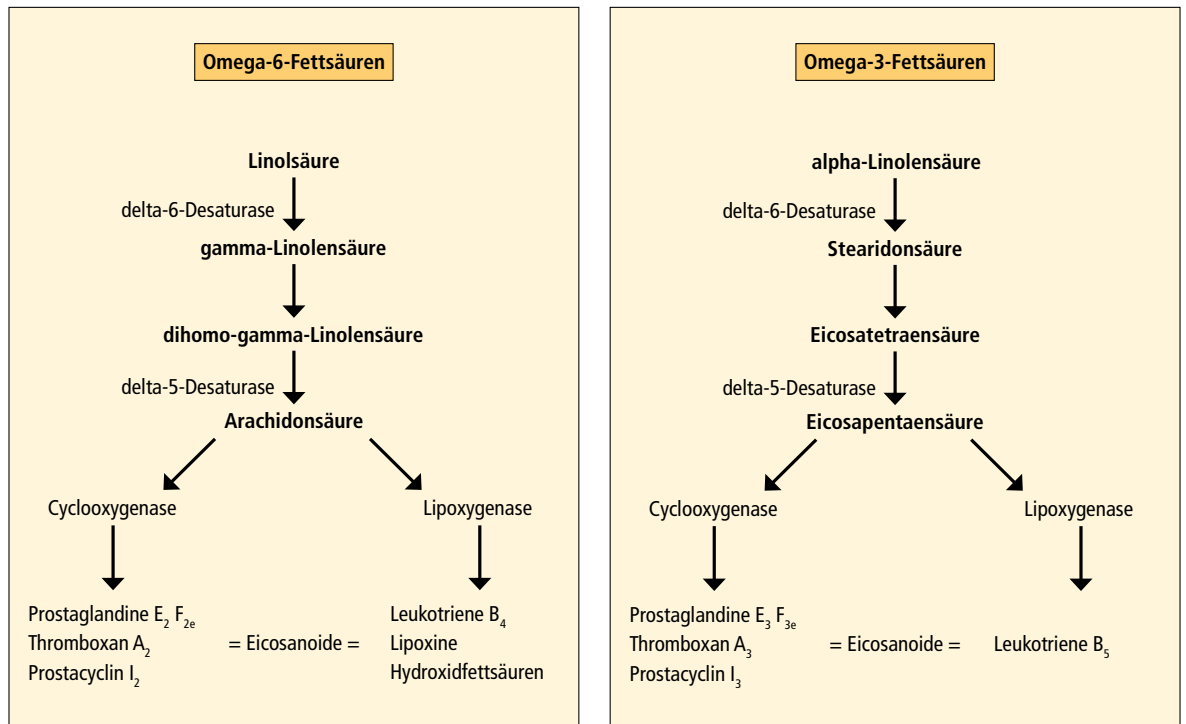 Omega-6-Fettsäuren
Linolsäure
delta-6-Desaturase
gamma-Linolensäure
dihomo-gamma-Linolensäure
delta-5-Desaturase
Arachidonsäure
Cyclooxygenase
Lipoxygenase
Prostaglandine E₂ F₂ₑ
Thromboxan A₂
Prostacyclin I₂
= Eicosanoide =
Leukotriene B₄
Lipoxine
Hydroxidfettsäuren
Omega-3-Fettsäuren
alpha-Linolensäure
delta-6-Desaturase
Stearidonsäure
Eicosatetraensäure
delta-5-Desaturase
Eicosapentaensäure
Cyclooxygenase
Lipoxygenase
Prostaglandine E₃ F₃ₑ
Thromboxan A₃
Prostacyclin I₃
= Eicosanoide =
Leukotriene B₅